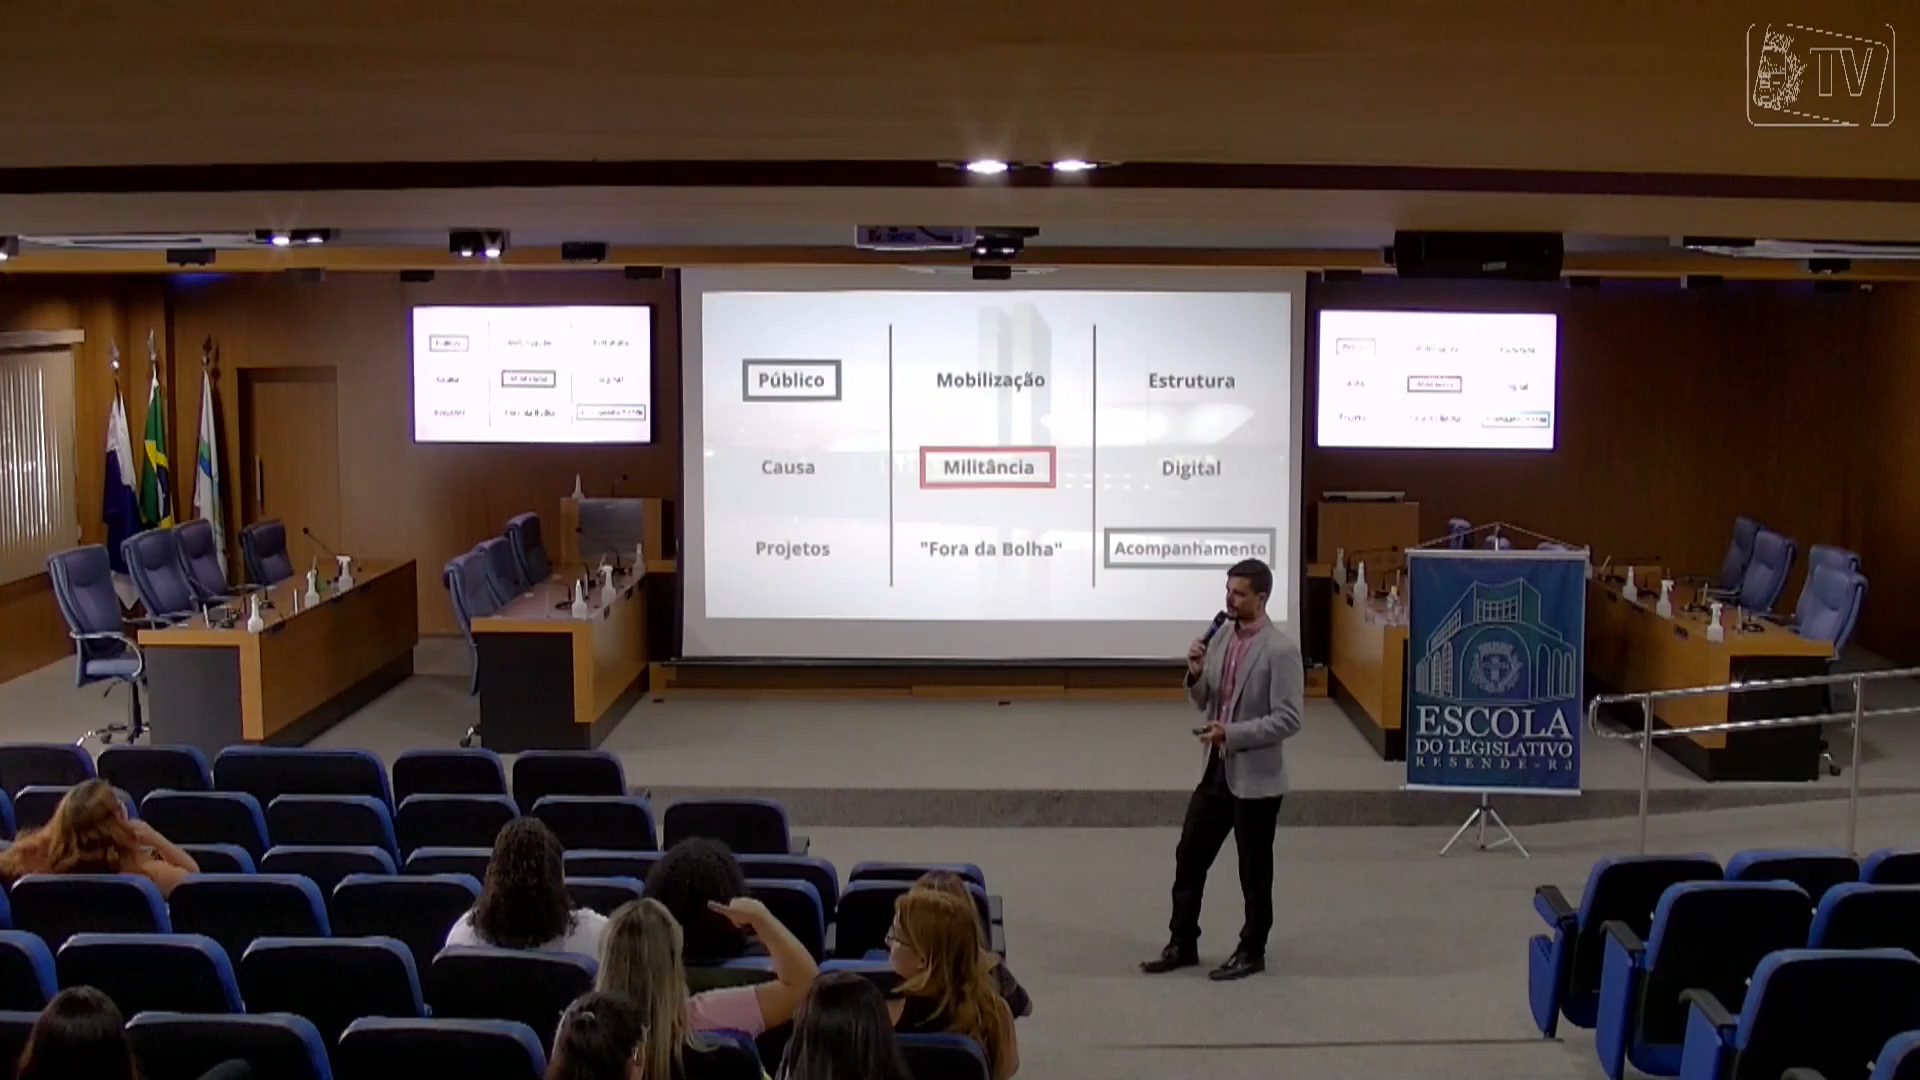 TV
Público
Mobilização
Estrutura
Causa
Militância
Digital
Projetos
"Fora da Bolha"
Acompanhamento
ESCOLA
DO LEGISLATIVO
RESENDE-RJ